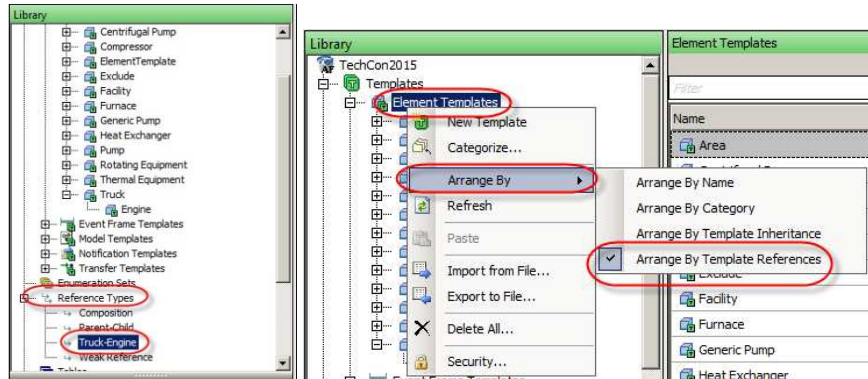 Library
Centrifugal Pump
Compressor
ElementTemplate
Exclude
Facility
Furnace
Generic Pump
Heat Exchanger
Pump
Rotating Equipment
Thermal Equipment
Truck
Engine
Event Frame Templates
Model Templates
Notification Templates
Transfer Templates
Enumeration Sets
Reference Types
Composition
Parent-Child
Truck-Engine
Weak Reference
Tables
Library
TechCon2015
Templates
Element Templates
New Template
Categorize...
Arrange By
Refresh
Paste
Import from File...
Export to File...
Delete All...
Security...
Event Frame Templates
Arrange By Name
Arrange By Category
Arrange By Template Inheritance
Arrange By Template References
Element Templates
Filter
Name
Area
Exclude
Facility
Furnace
Generic Pump
Heat Exchanger